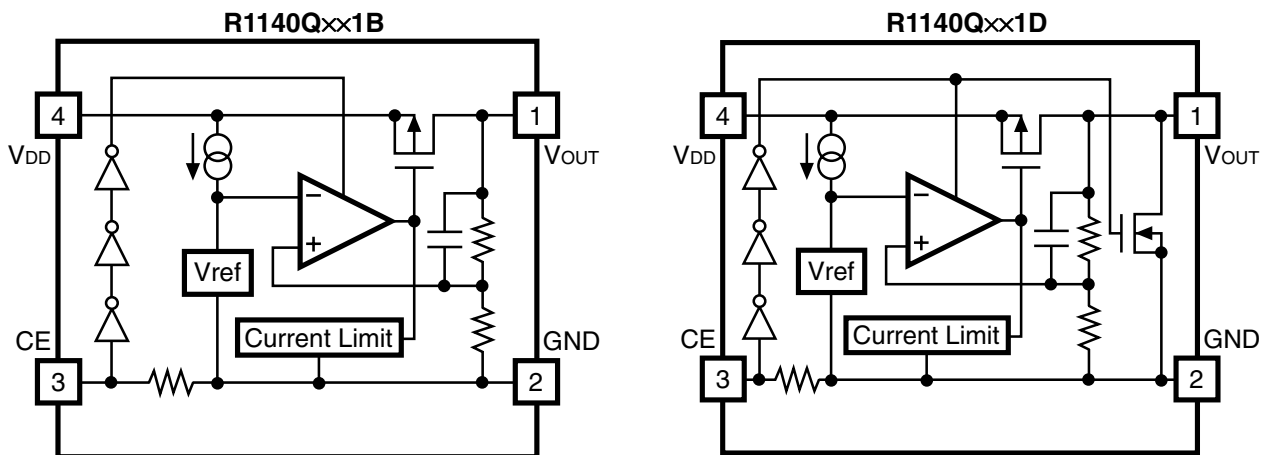 R1140Q××1B
4
1
VDD
VOUT
−
+
Vref
Current Limit
CE
GND
3
2
R1140Q××1D
4
1
VDD
VOUT
−
+
Vref
Current Limit
CE
GND
3
2